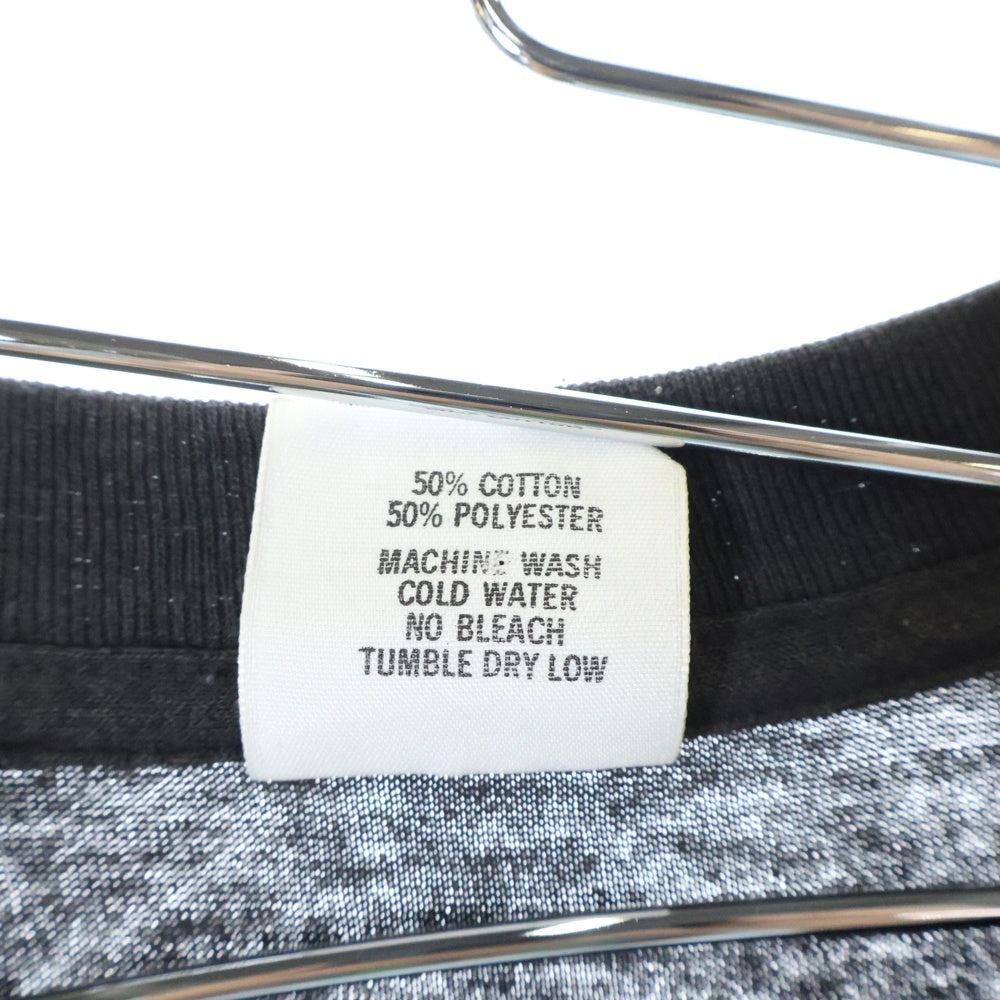 50% COTTON
50% POLYESTER
MACHINE WASH
COLD WATER
NO BLEACH
TUMBLE DRY LOW